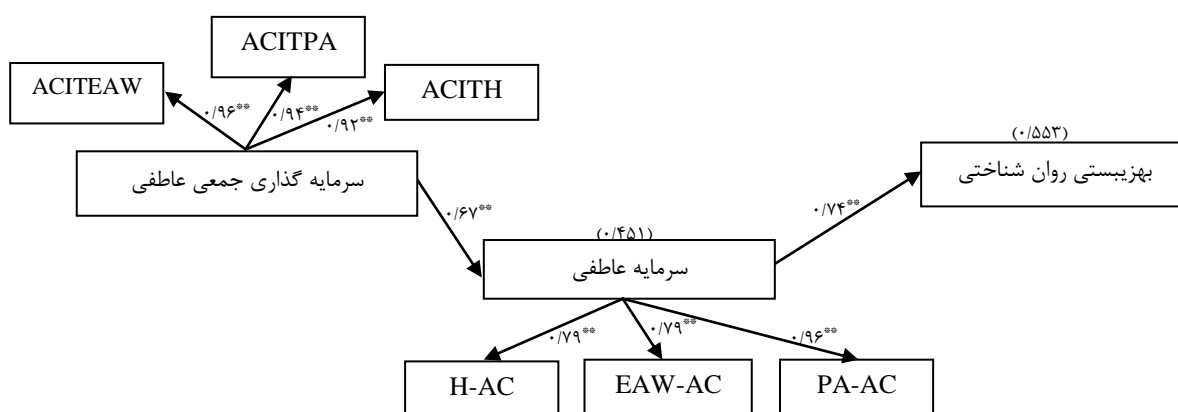 ACITPA
ACITEAW
ACITH
۰/۹۶**
۰/۹۴**
۰/۹۲**
سرمایه گذاری جمعی عاطفی
(۰/۵۵۳)
بهزیستی روان شناختی
۰/۶۷**
۰/۷۴**
(۰/۴۵۱)
سرمایه عاطفی
۰/۷۹**
۰/۷۹**
۰/۹۶**
H-AC
EAW-AC
PA-AC